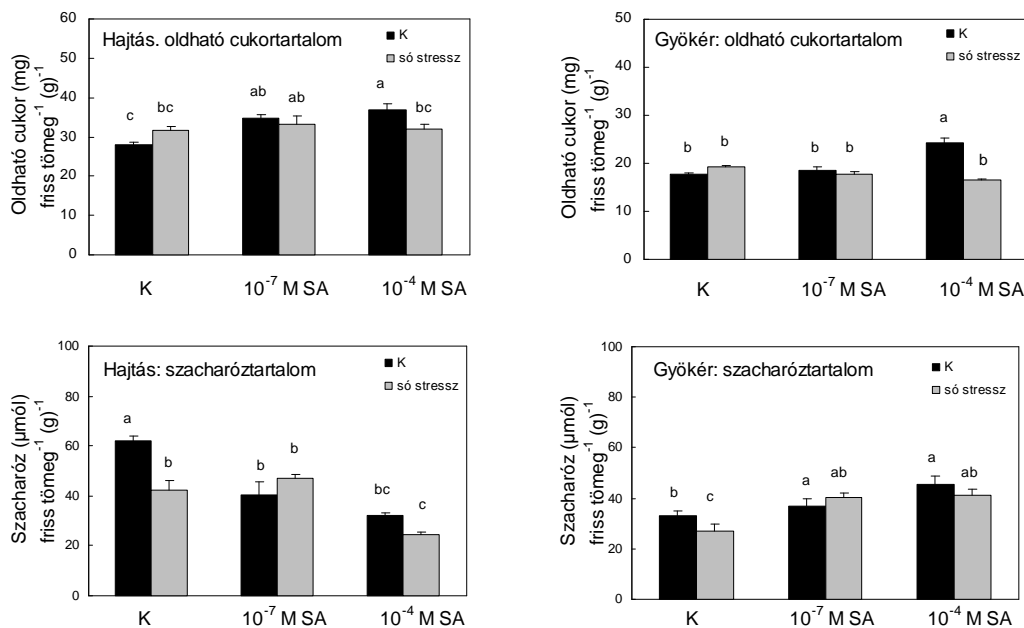 Hajtás. oldható cukortartalom
K
só stressz
Oldható cukor (mg)
friss tömeg⁻¹ (g)⁻¹
60
50
40
30
20
10
0
c
bc
ab
ab
a
bc
K
10⁻⁷ M SA
10⁻⁴ M SA
Gyökér: oldható cukortartalom
K
só stressz
Oldható cukor (mg)
friss tömeg⁻¹ (g)⁻¹
50
40
30
20
10
0
b
b
b
b
a
b
K
10⁻⁷ M SA
10⁻⁴ M SA
Hajtás: szacharóztartalom
K
só stressz
Szacharóz (µmól)
friss tömeg⁻¹ (g)⁻¹
100
80
60
40
20
0
a
b
b
b
bc
c
K
10⁻⁷ M SA
10⁻⁴ M SA
Gyökér: szacharóztartalom
K
só stressz
Szacharóz (µmól)
friss tömeg⁻¹ (g)⁻¹
100
80
60
40
20
0
b
c
a
ab
a
ab
K
10⁻⁷ M SA
10⁻⁴ M SA